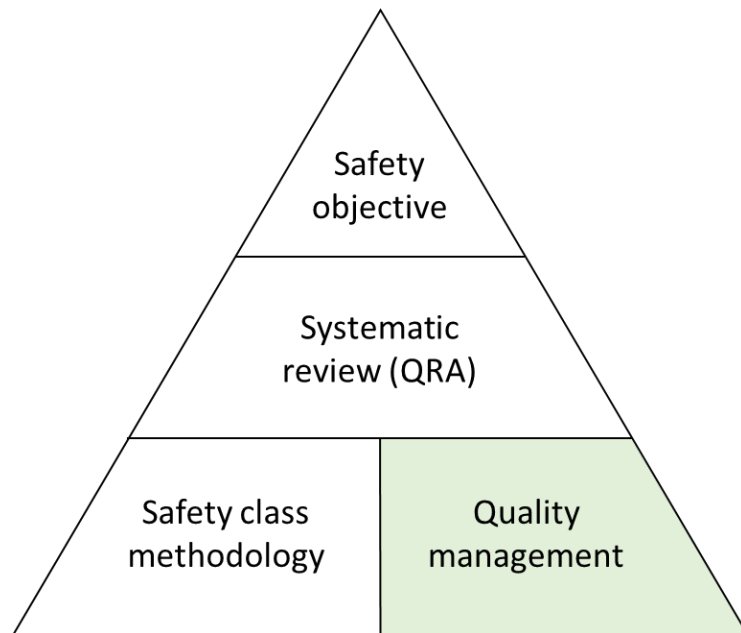 Safety
objective
Systematic
review (QRA)
Safety class
methodology
Quality
management